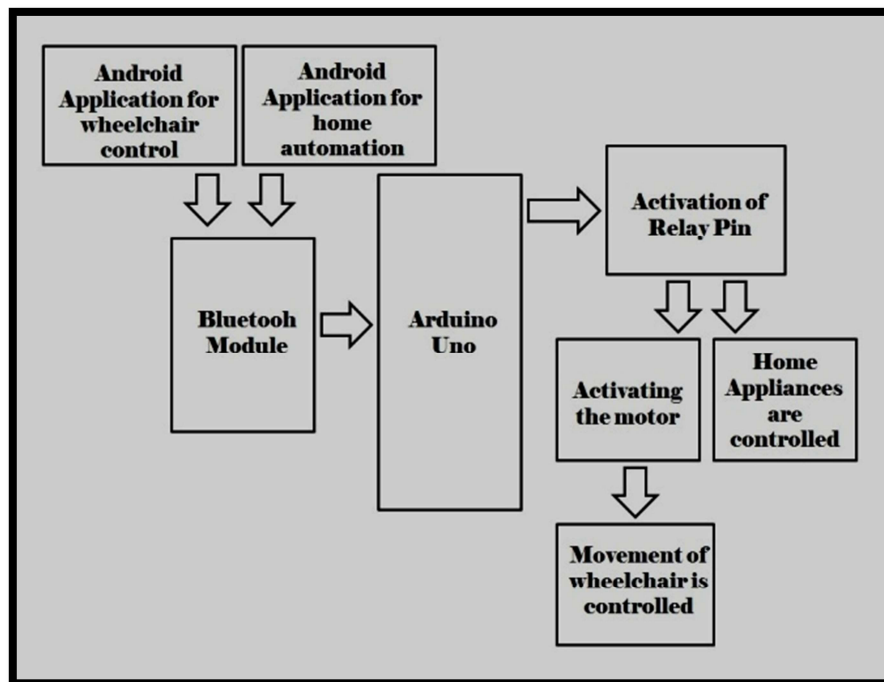 Android
Application for
wheelchair
control
Android
Application for
home
automation
Bluetooh
Module
Arduino
Uno
Activation of
Relay Pin
Activating
the motor
Home
Appliances
are
controlled
Movement of
wheelchair is
controlled